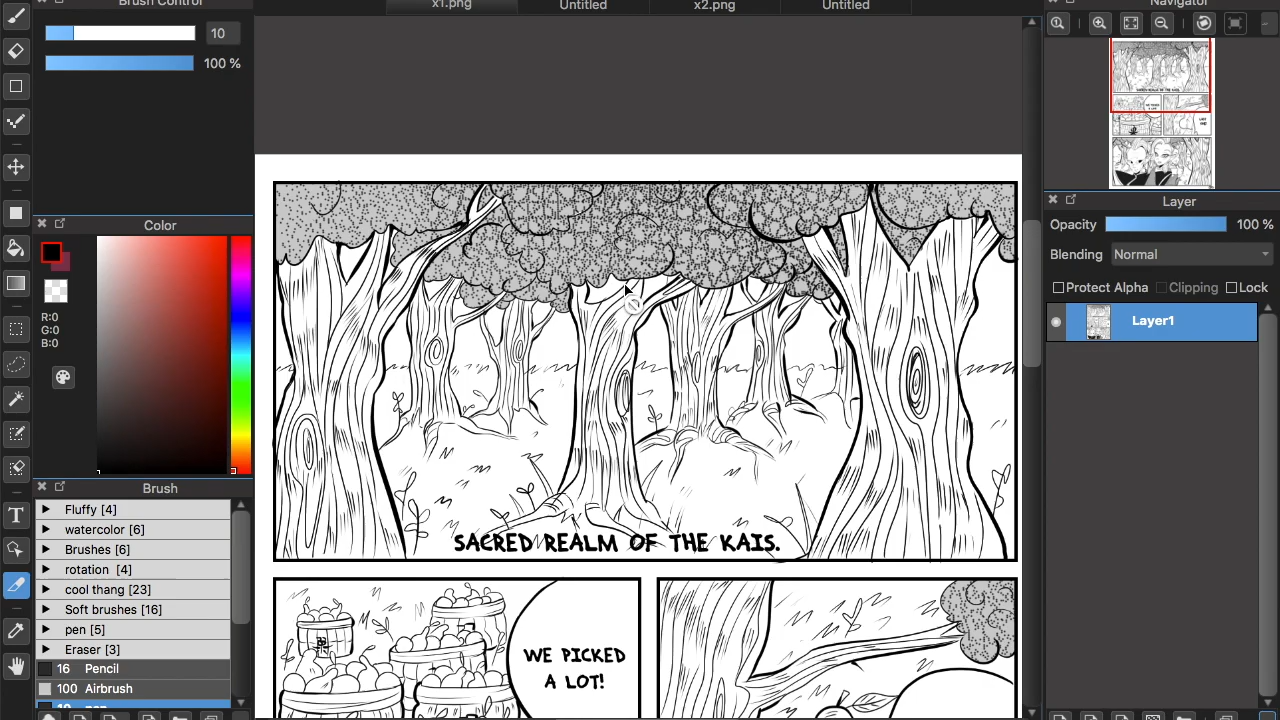 Brush Control
x1.png
Untitled
x2.png
Untitled
Navigator
10
100 %
Color
R:0
G:0
B:0
Layer
Opacity
100 %
Blending
Normal
Protect Alpha
Clipping
Lock
Layer1
Brush
Fluffy [4]
watercolor [6]
Brushes [6]
rotation [4]
cool thang [23]
Soft brushes [16]
pen [5]
Eraser [3]
16 Pencil
100 Airbrush
10 pen
T
SACRED REALM OF THE KAIS.
WE PICKED
A LOT!